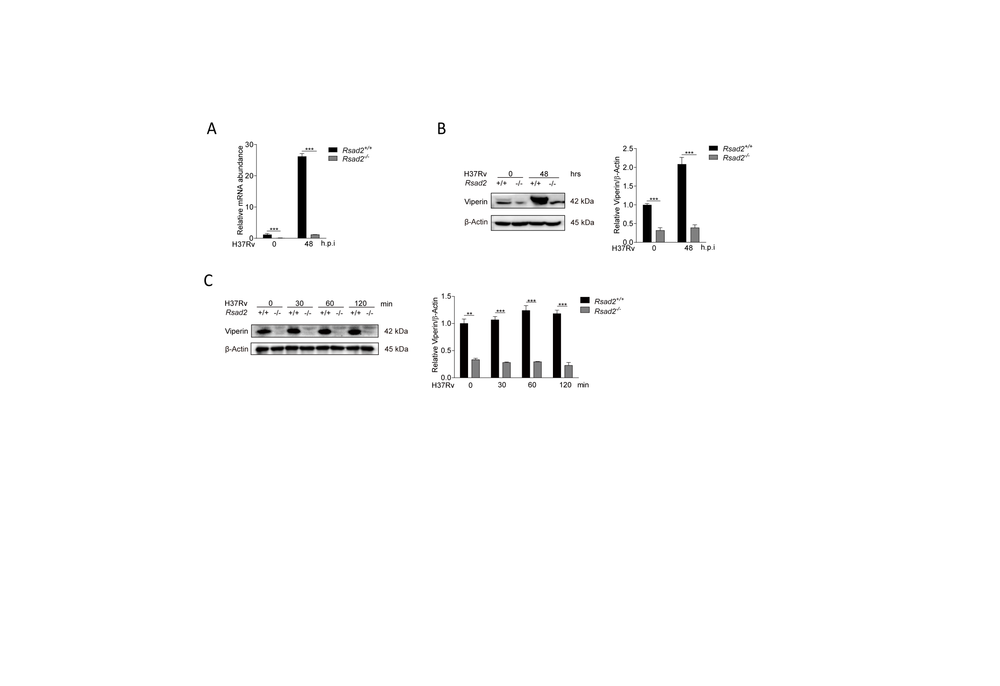 A
Relative mRNA abundance
30
20
10
0
***
***
Rsad2+/+
Rsad2-/-
H37Rv 0 48 h.p.i
B
H37Rv 0 48 hrs
Rsad2 +/+ -/- +/+ -/-
Viperin 42 kDa
β-Actin 45 kDa
Relative Viperin/β-Actin
2.5
2.0
1.5
1.0
0.5
0.0
***
***
Rsad2+/+
Rsad2-/-
H37Rv 0 48 h.p.i
C
H37Rv 0 30 60 120 min
Rsad2 +/+ -/- +/+ -/- +/+ -/- +/+ -/-
Viperin 42 kDa
β-Actin 45 kDa
Relative Viperin/β-Actin
1.5
1.0
0.5
0.0
**
***
***
***
Rsad2+/+
Rsad2-/-
H37Rv 0 30 60 120 min